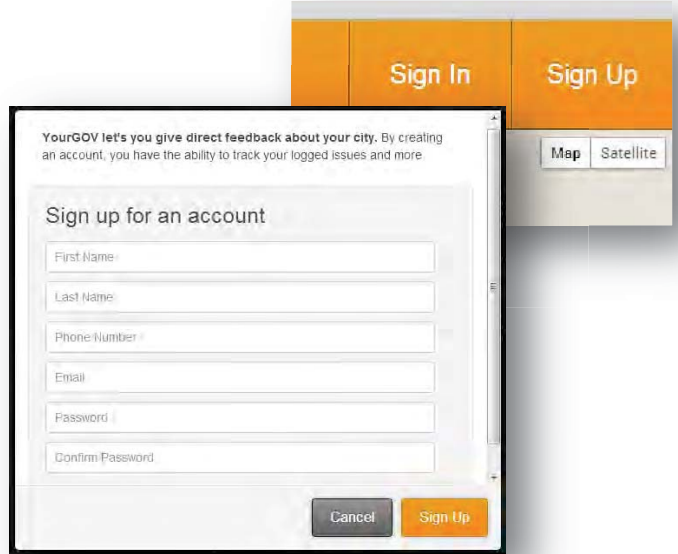 Sign In
Sign Up
Map
Satellite
YourGOV let's you give direct feedback about your city. By creating
an account, you have the ability to track your logged issues and more
Sign up for an account
First Name
Last Name
Phone Number
Email
Password
Confirm Password
Cancel
Sign Up